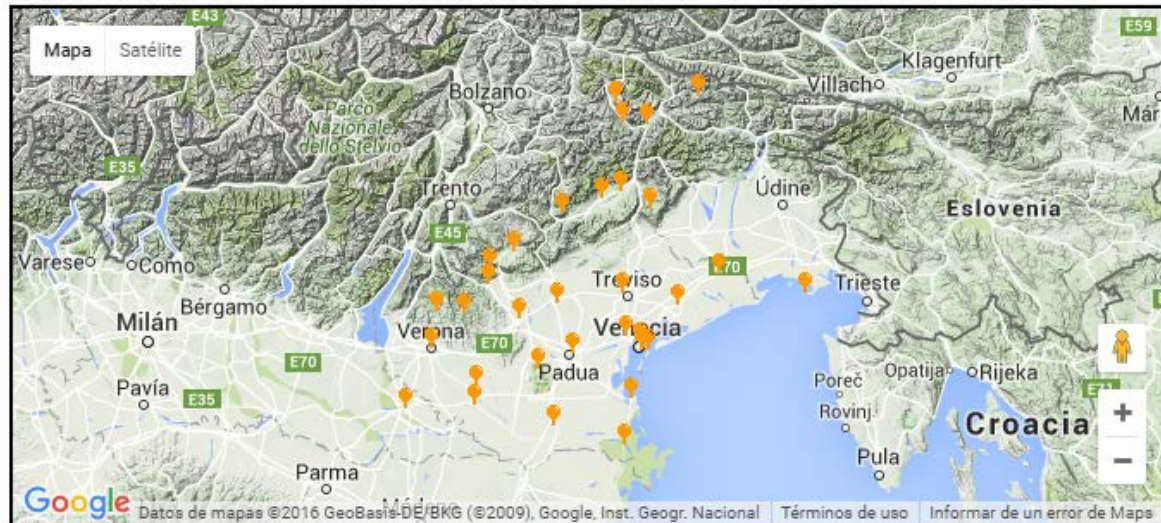 E43
E59
Mapa Satélite
Klagenfurt
Villach
Bolzano
Már
Parco
Nazionale
dello Stelvio
E35
Trento
Údine
Eslovenia
E45
Varese
Como
Treviso
E70
Trieste
Bérgamo
Milán
Verona
Venecia
E70
E70
Padua
Opatija
Rijeka
Pavía
E35
Poreč
E71
Rovinj
Croacia
Parma
Pula
Google
Datos de mapas ©2016 GeoBasis-DE/BKG (©2009), Google, Inst. Geogr. Nacional Términos de uso Informar de un error de Maps